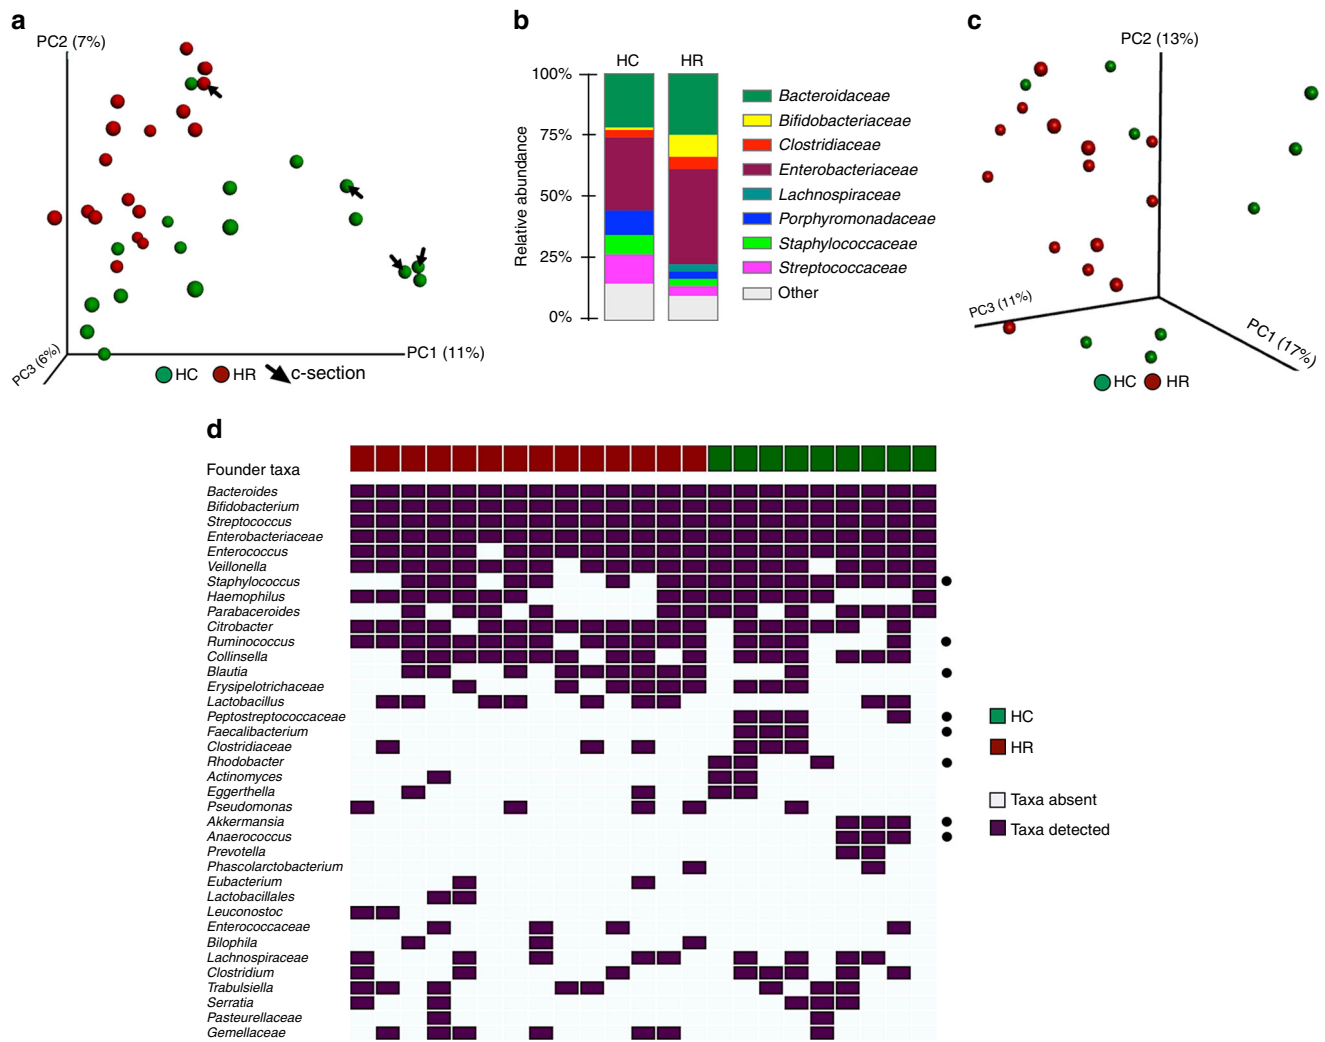 a
PC2 (7%)
PC3 (6%)
PC1 (11%)
HC HR c-section
b
HC HR
Relative abundance
100%
75%
50%
25%
0%
Bacteroidaceae
Bifidobacteriaceae
Clostridiaceae
Enterobacteriaceae
Lachnospiraceae
Porphyromonadaceae
Staphylococcaceae
Streptococcaceae
Other
c
PC2 (13%)
PC3 (11%)
PC1 (17%)
HC HR
d
Founder taxa
Bacteroides
Bifidobacterium
Streptococcus
Enterobacteriaceae
Enterococcus
Veillonella
Staphylococcus
Haemophilus
Parabaceroides
Citrobacter
Ruminococcus
Collinsella
Blautia
Erysipelotrichaceae
Lactobacillus
Peptostreptococcaceae
Faecalibacterium
Clostridiaceae
Rhodobacter
Actinomyces
Eggerthella
Pseudomonas
Akkermansia
Anaerococcus
Prevotella
Phascolarctobacterium
Eubacterium
Lactobacillales
Leuconostoc
Enterococcaceae
Bilophila
Lachnospiraceae
Clostridium
Trabulsiella
Serratia
Pasteurellaceae
Gemellaceae
HC
HR
Taxa absent
Taxa detected